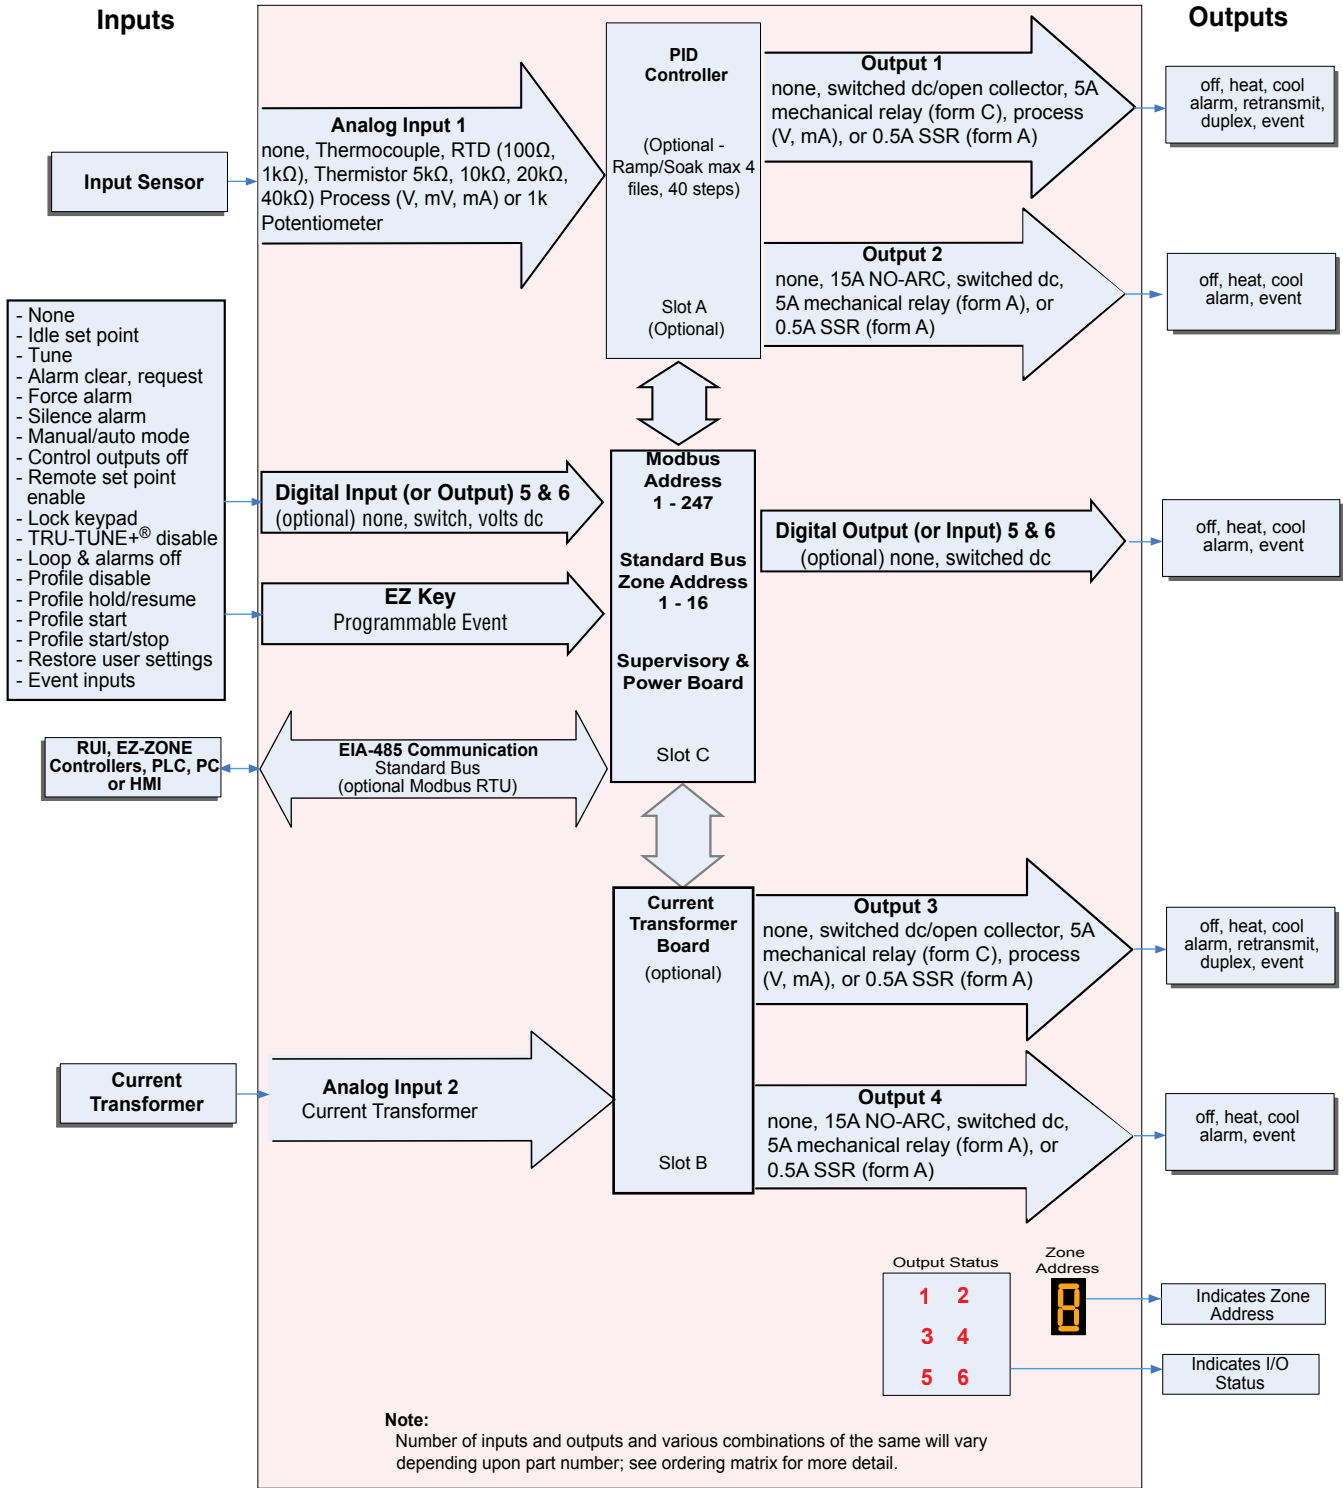 Inputs
Outputs
PID
Controller
(Optional -
Ramp/Soak max 4
files, 40 steps)
Slot A
(Optional)
Analog Input 1
none, Thermocouple, RTD (100Ω,
1kΩ), Thermistor 5kΩ, 10kΩ, 20kΩ,
40kΩ) Process (V, mV, mA) or 1k
Potentiometer
Input Sensor
Output 1
none, switched dc/open collector, 5A
mechanical relay (form C), process
(V, mA), or 0.5A SSR (form A)
off, heat, cool
alarm, retransmit,
duplex, event
Output 2
none, 15A NO-ARC, switched dc,
5A mechanical relay (form A), or
0.5A SSR (form A)
off, heat, cool
alarm, event
- None
- Idle set point
- Tune
- Alarm clear, request
- Force alarm
- Silence alarm
- Manual/auto mode
- Control outputs off
- Remote set point
enable
- Lock keypad
- TRU-TUNE+® disable
- Loop & alarms off
- Profile disable
- Profile hold/resume
- Profile start
- Profile start/stop
- Restore user settings
- Event inputs
Digital Input (or Output) 5 & 6
(optional) none, switch, volts dc
EZ Key
Programmable Event
Modbus
Address
1 - 247
Standard Bus
Zone Address
1 - 16
Supervisory &
Power Board
Slot C
Digital Output (or Input) 5 & 6
(optional) none, switched dc
off, heat, cool
alarm, event
RUI, EZ-ZONE
Controllers, PLC, PC
or HMI
EIA-485 Communication
Standard Bus
(optional Modbus RTU)
Current
Transformer
Board
(optional)
Slot B
Output 3
none, switched dc/open collector, 5A
mechanical relay (form C), process
(V, mA), or 0.5A SSR (form A)
off, heat, cool
alarm, retransmit,
duplex, event
Current
Transformer
Analog Input 2
Current Transformer
Output 4
none, 15A NO-ARC, switched dc,
5A mechanical relay (form A), or
0.5A SSR (form A)
off, heat, cool
alarm, event
Output Status
1 2
3 4
5 6
Zone
Address
8
Indicates Zone
Address
Indicates I/O
Status
Note:
Number of inputs and outputs and various combinations of the same will vary
depending upon part number; see ordering matrix for more detail.